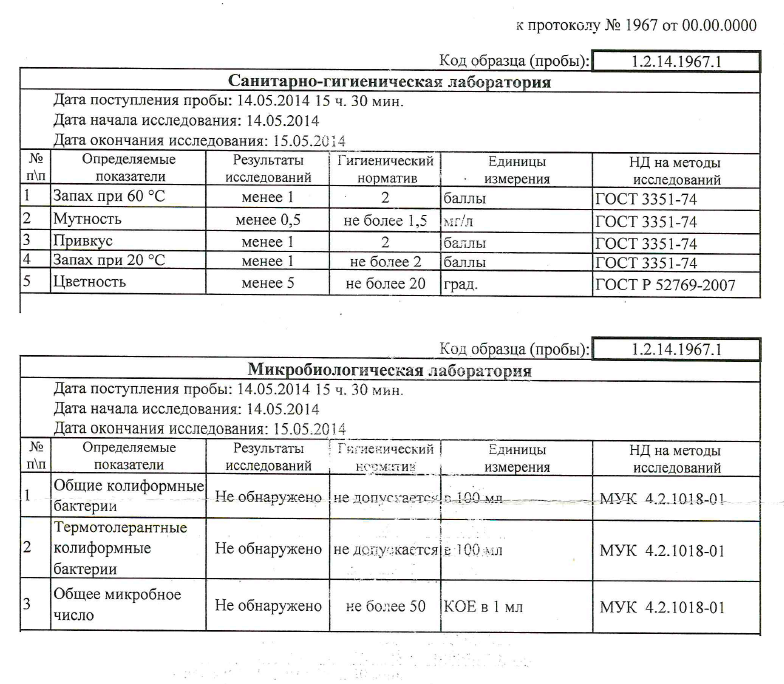 к протоколу № 1967 от 00.00.0000
Код образца (пробы): 1.2.14.1967.1
Санитарно-гигиеническая лаборатория
Дата поступления пробы: 14.05.2014 15 ч. 30 мин.
Дата начала исследования: 14.05.2014
Дата окончания исследования: 15.05.2014
№ Определяемые Результаты Гигиенический Единицы НД на методы
п\п показатели исследований норматив измерения исследований
1 Запах при 60 °С менее 1 2 баллы ГОСТ 3351-74
2 Мутность менее 0,5 не более 1,5 мг/л ГОСТ 3351-74
3 Привкус менее 1 2 баллы ГОСТ 3351-74
4 Запах при 20 °С менее 1 не более 2 баллы ГОСТ 3351-74
5 Цветность менее 5 не более 20 град. ГОСТ Р 52769-2007
Код образца (пробы): 1.2.14.1967.1
Микробиологическая лаборатория
Дата поступления пробы: 14.05.2014 15 ч. 30 мин.
Дата начала исследования: 14.05.2014
Дата окончания исследования: 15.05.2014
№ Определяемые Результаты Гигиенический Единицы НД на методы
п\п показатели исследований норматив измерения исследований
1 Общие колиформные
бактерии Не обнаружено не допускается в 100 мл МУК 4.2.1018-01
Термотолерантные
2 колиформные Не обнаружено не допускается в 100 мл МУК 4.2.1018-01
бактерии
3 Общее микробное
число Не обнаружено не более 50 КОЕ в 1 мл МУК 4.2.1018-01